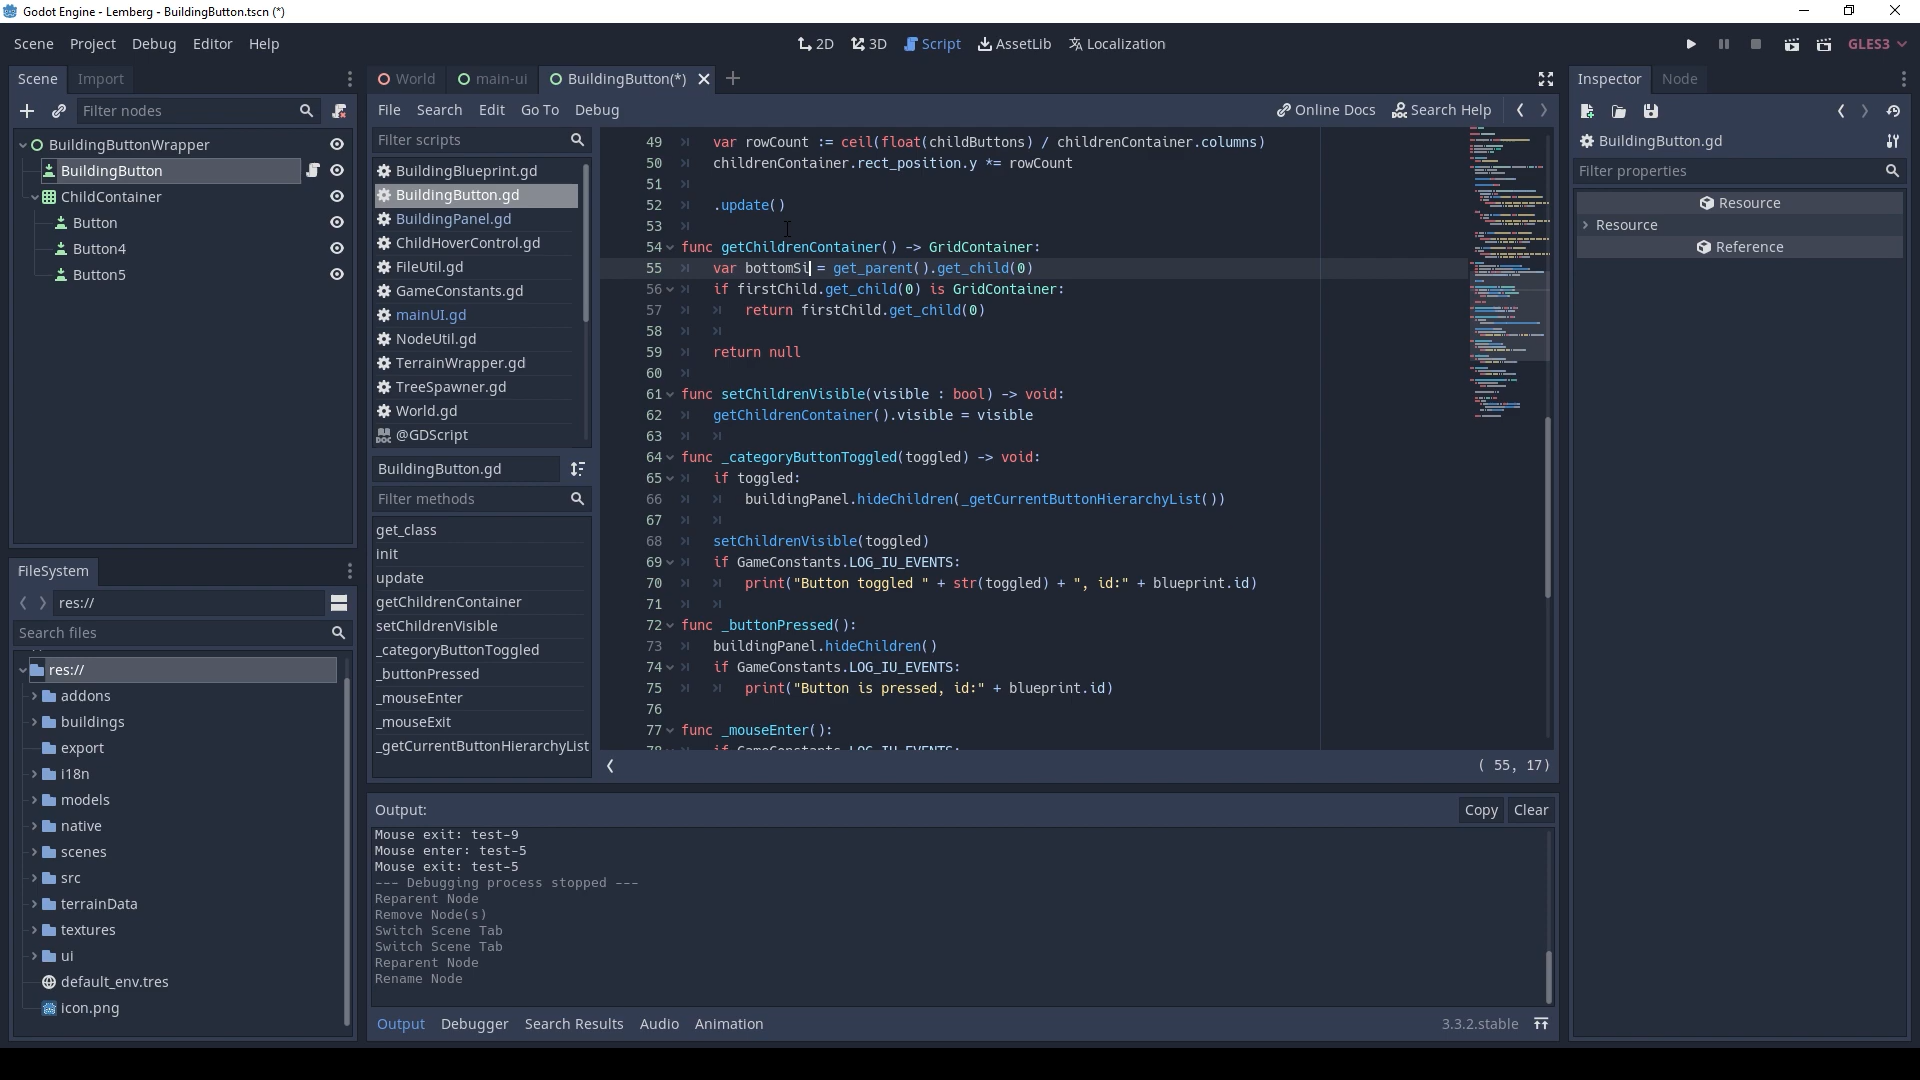 Godot Engine - Lemberg - BuildingButton.tscn (*)
Scene Project Debug Editor Help
2D 3D Script AssetLib Localization
GLES3
Scene Import
Filter nodes
BuildingButtonWrapper
BuildingButton
ChildContainer
Button
Button4
Button5
FileSystem
res://
Search files
res://
addons
buildings
export
i18n
models
native
scenes
src
terrainData
textures
ui
default_env.tres
icon.png
World main-ui BuildingButton(*)
File Search Edit Go To Debug
Online Docs Search Help
Filter scripts
BuildingBlueprint.gd
BuildingButton.gd
BuildingPanel.gd
ChildHoverControl.gd
FileUtil.gd
GameConstants.gd
mainUI.gd
NodeUtil.gd
TerrainWrapper.gd
TreeSpawner.gd
World.gd
@GDScript
BuildingButton.gd
Filter methods
get_class
init
update
getChildrenContainer
setChildrenVisible
_categoryButtonToggled
_buttonPressed
_mouseEnter
_mouseExit
_getCurrentButtonHierarchyList
49 var rowCount := ceil(float(childButtons) / childrenContainer.columns)
50 childrenContainer.rect_position.y *= rowCount
51
52 .update()
53
54 func getChildrenContainer() -> GridContainer:
55 var bottomSi = get_parent().get_child(0)
56 if firstChild.get_child(0) is GridContainer:
57 return firstChild.get_child(0)
58
59 return null
60
61 func setChildrenVisible(visible : bool) -> void:
62 getChildrenContainer().visible = visible
63
64 func _categoryButtonToggled(toggled) -> void:
65 if toggled:
66 buildingPanel.hideChildren(_getCurrentButtonHierarchyList())
67
68 setChildrenVisible(toggled)
69 if GameConstants.LOG_IU_EVENTS:
70 print("Button toggled " + str(toggled) + ", id:" + blueprint.id)
71
72 func _buttonPressed():
73 buildingPanel.hideChildren()
74 if GameConstants.LOG_IU_EVENTS:
75 print("Button is pressed, id:" + blueprint.id)
76
77 func _mouseEnter():
78 if GameConstants.LOG_IU_EVENTS:
( 55, 17)
Output:
Copy Clear
Mouse exit: test-9
Mouse enter: test-5
Mouse exit: test-5
--- Debugging process stopped ---
Reparent Node
Remove Node(s)
Switch Scene Tab
Switch Scene Tab
Reparent Node
Rename Node
Output Debugger Search Results Audio Animation
3.3.2.stable
Inspector Node
BuildingButton.gd
Filter properties
Resource
Resource
Reference